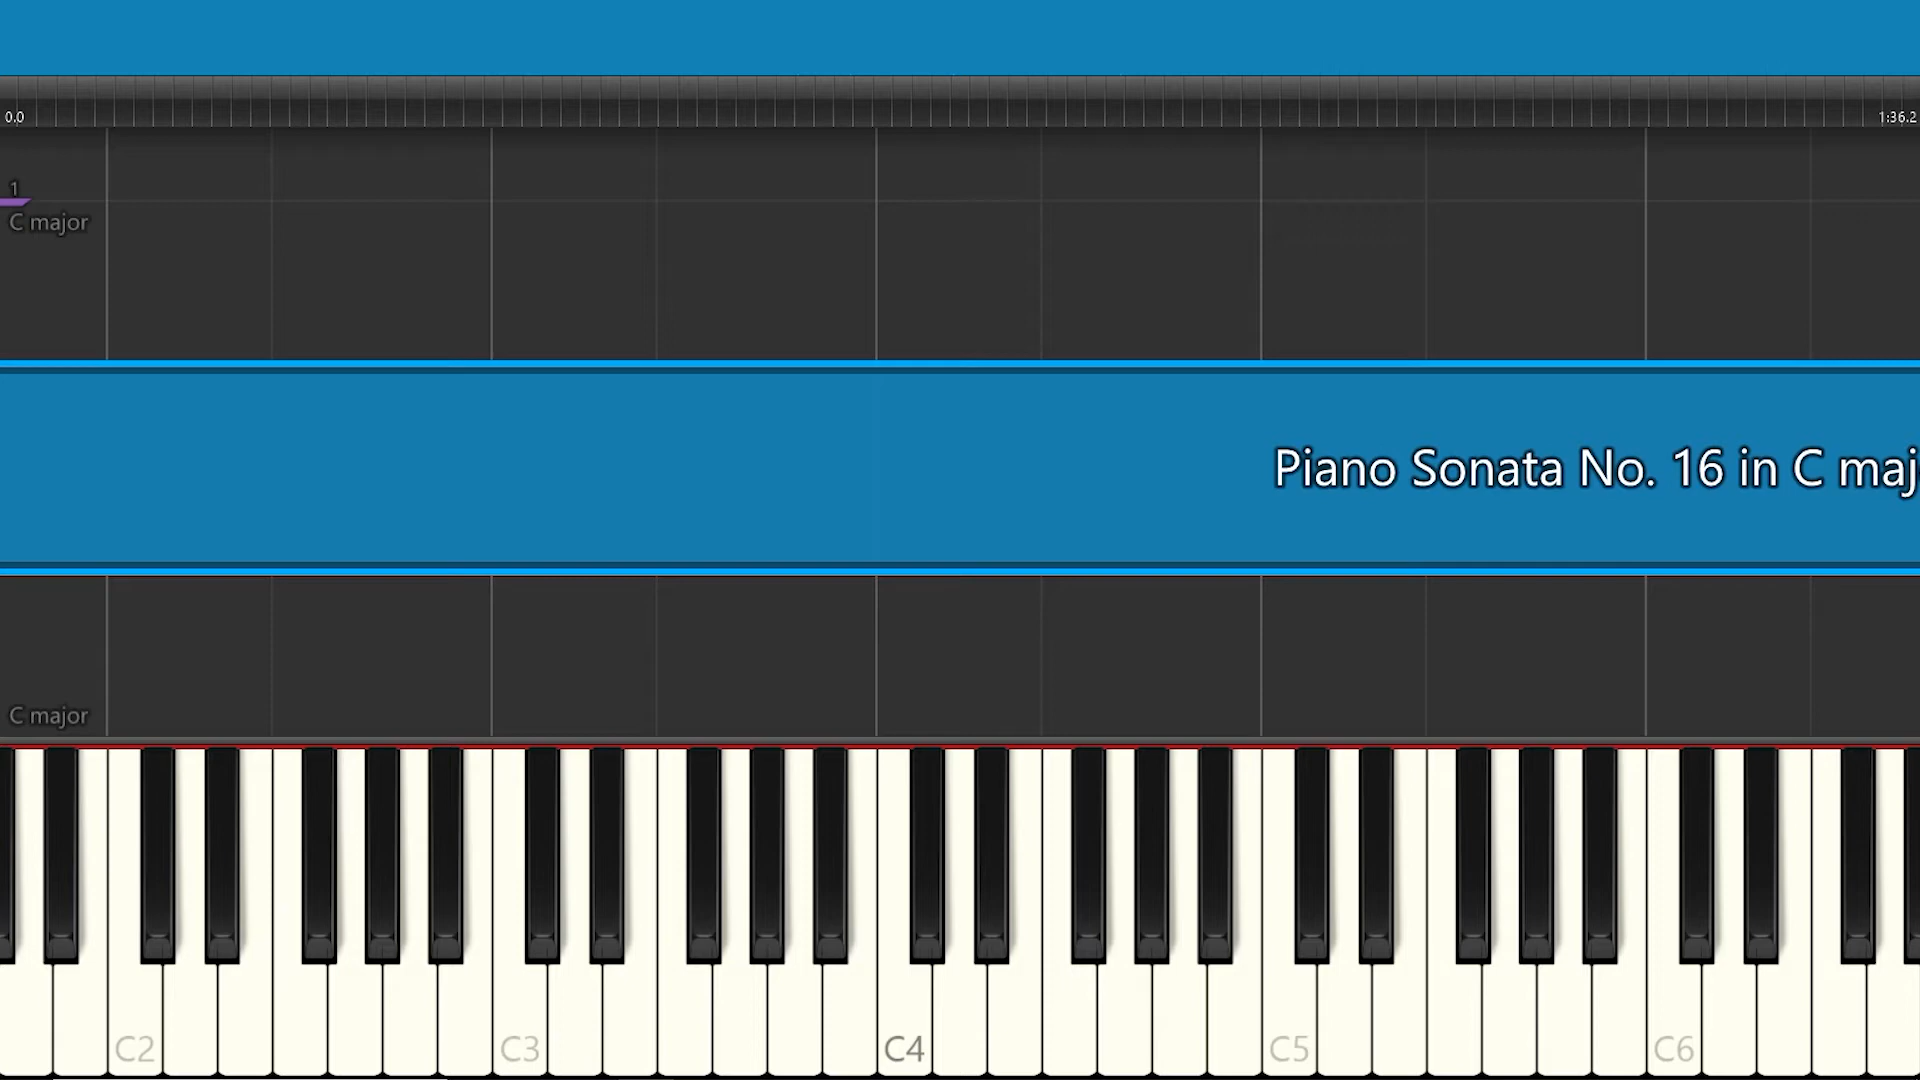 0.0
1:36.2
1
C major
Piano Sonata No. 16 in C maj
C major
C2
C3
C4
C5
C6